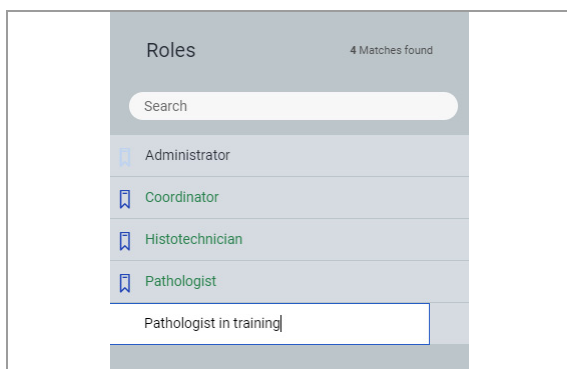 Roles
4 Matches found
Search
Administrator
Coordinator
Histotechnician
Pathologist
Pathologist in training